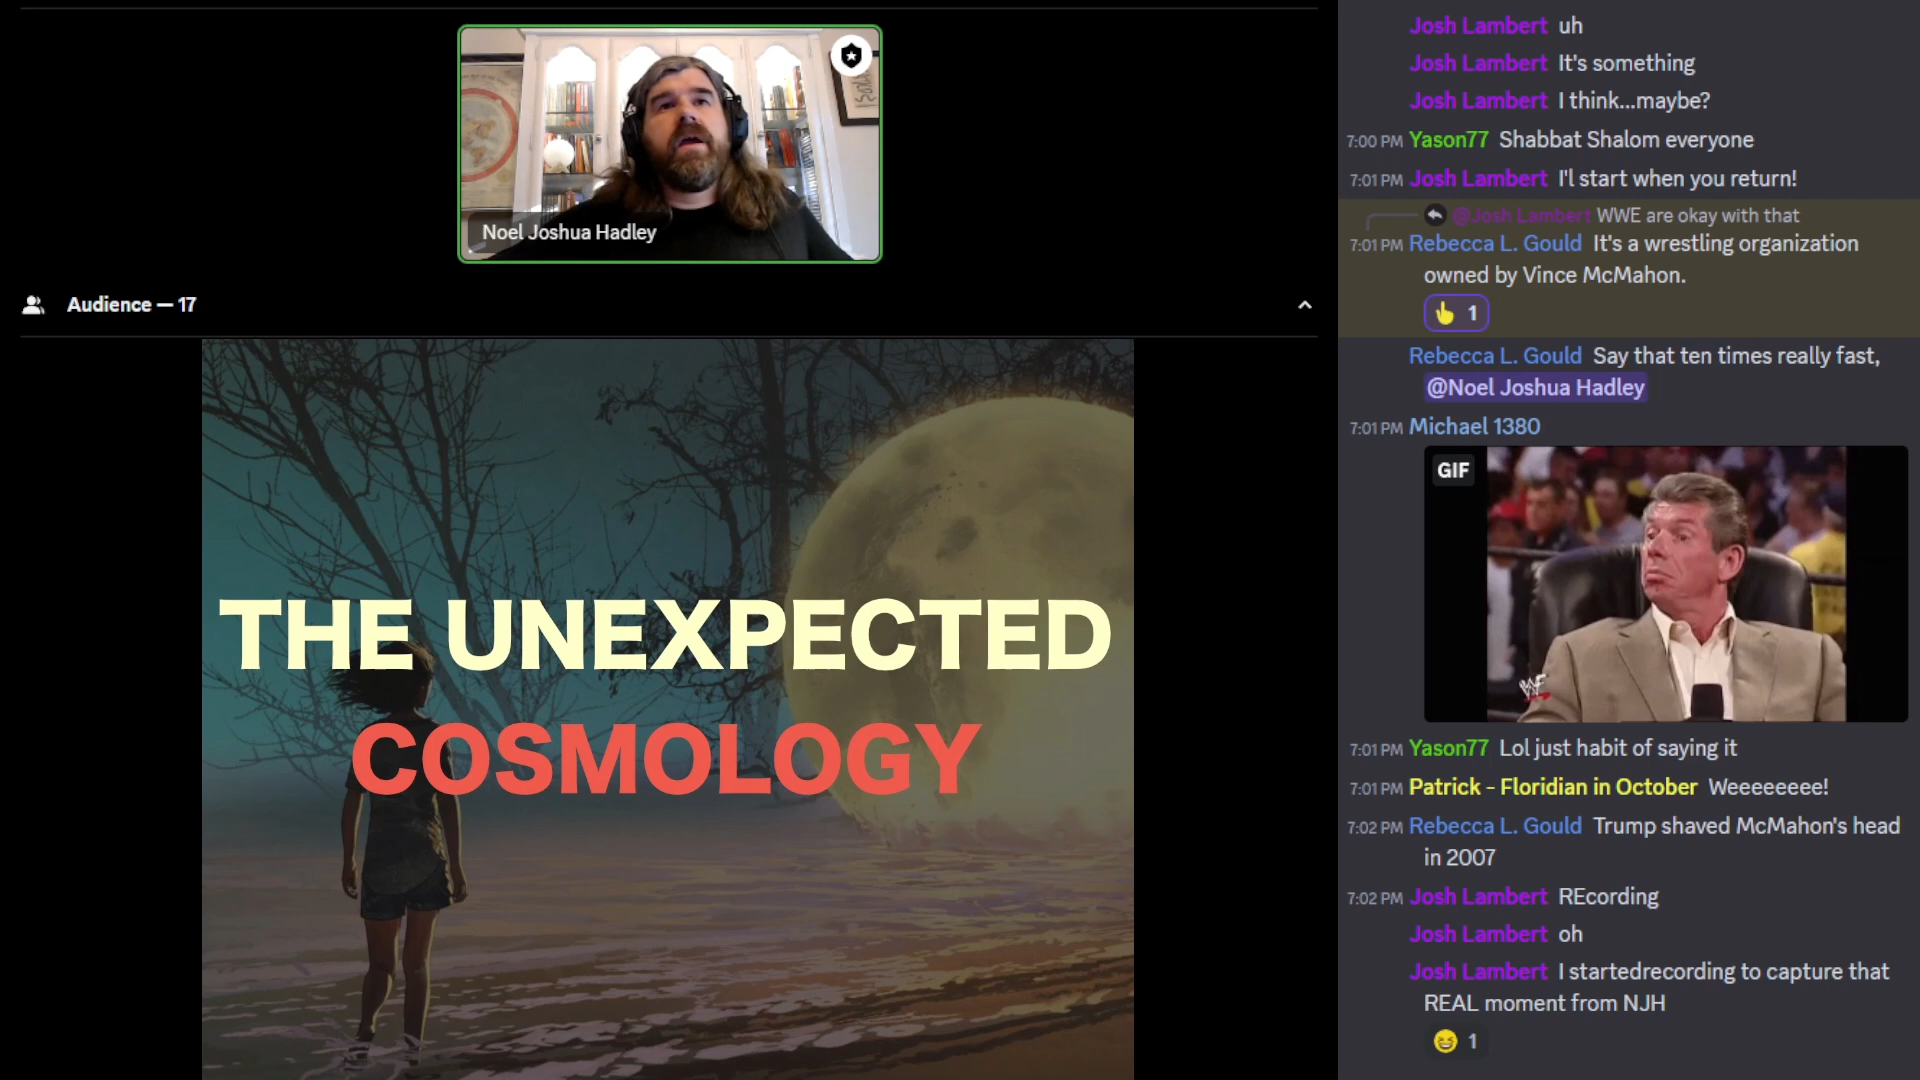 Noel Joshua Hadley
Audience — 17
THE UNEXPECTED
COSMOLOGY
Josh Lambert uh
Josh Lambert It's something
Josh Lambert I think...maybe?
7:00 PM Yason77 Shabbat Shalom everyone
7:01 PM Josh Lambert I'l start when you return!
@Josh Lambert WWE are okay with that
7:01 PM Rebecca L. Gould It's a wrestling organization
owned by Vince McMahon.
👆 1
Rebecca L. Gould Say that ten times really fast,
@Noel Joshua Hadley
7:01 PM Michael 1380
GIF
7:01 PM Yason77 Lol just habit of saying it
7:01 PM Patrick - Floridian in October Weeeeeeee!
7:02 PM Rebecca L. Gould Trump shaved McMahon's head
in 2007
7:02 PM Josh Lambert REcording
Josh Lambert oh
Josh Lambert I startedrecording to capture that
REAL moment from NJH
😆 1